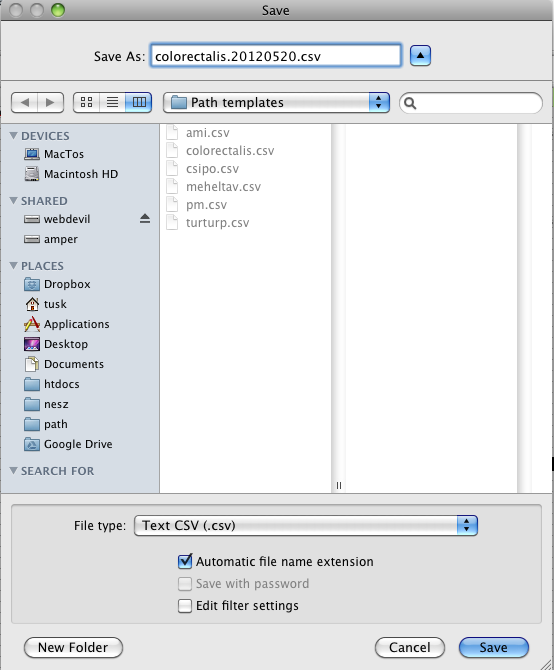 Save
Save As: colorectalis.20120520.csv
Path templates
DEVICES
MacTos
Macintosh HD
SHARED
webdevil
amper
PLACES
Dropbox
tusk
Applications
Desktop
Documents
htdocs
nesz
path
Google Drive
SEARCH FOR
ami.csv
colorectalis.csv
csipo.csv
meheltav.csv
pm.csv
turturp.csv
File type: Text CSV (.csv)
Automatic file name extension
Save with password
Edit filter settings
New Folder Cancel Save